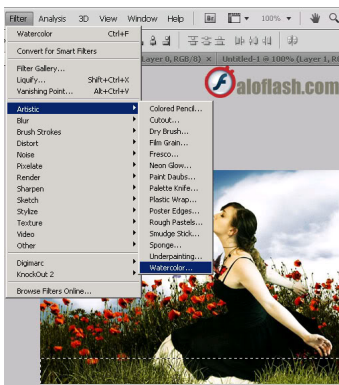 Filter Analysis 3D View Window Help 100%
Layer 0, RGB/8) × Untitled-1 @ 100% (Layer 1, R
aloflash.com
Watercolor Ctrl+F
Convert for Smart Filters
Filter Gallery...
Liquify... Shift+Ctrl+X
Vanishing Point... Alt+Ctrl+V
Artistic
Blur
Brush Strokes
Distort
Noise
Pixelate
Render
Sharpen
Sketch
Stylize
Texture
Video
Other
Digimarc
KnockOut 2
Browse Filters Online...
Colored Pencil...
Cutout...
Dry Brush...
Film Grain...
Fresco...
Neon Glow...
Paint Daubs...
Palette Knife...
Plastic Wrap...
Poster Edges...
Rough Pastels...
Smudge Stick...
Sponge...
Underpainting...
Watercolor...